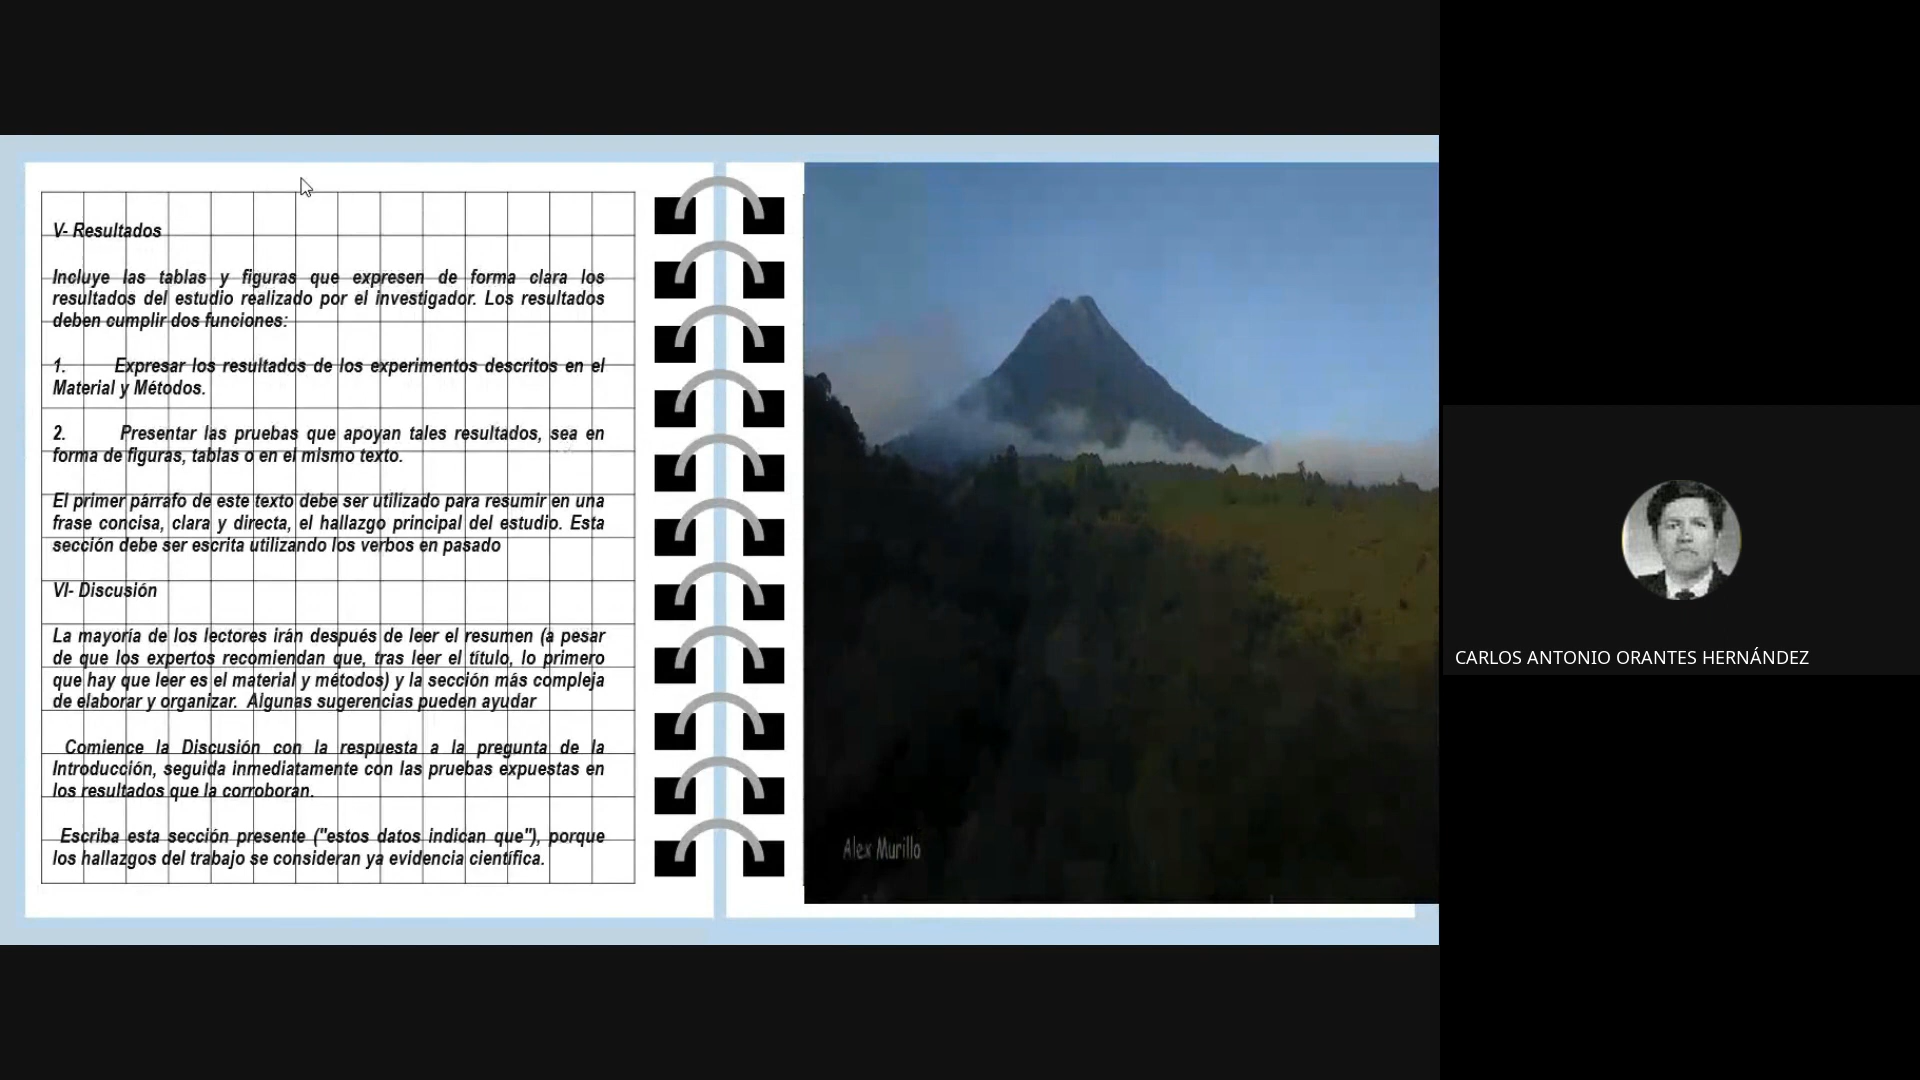 V- Resultados
Incluye las tablas y figuras que expresen de forma clara los
resultados del estudio realizado por el investigador. Los resultados
deben cumplir dos funciones:
1. Expresar los resultados de los experimentos descritos en el
Material y Métodos.
2. Presentar las pruebas que apoyan tales resultados, sea en
forma de figuras, tablas o en el mismo texto.
El primer párrafo de este texto debe ser utilizado para resumir en una
frase concisa, clara y directa, el hallazgo principal del estudio. Esta
sección debe ser escrita utilizando los verbos en pasado
VI- Discusión
La mayoría de los lectores irán después de leer el resumen (a pesar
de que los expertos recomiendan que, tras leer el título, lo primero
que hay que leer es el material y métodos) y la sección más compleja
de elaborar y organizar. Algunas sugerencias pueden ayudar
Comience la Discusión con la respuesta a la pregunta de la
Introducción, seguida inmediatamente con las pruebas expuestas en
los resultados que la corroboran.
Escriba esta sección presente ("estos datos indican que"), porque
los hallazgos del trabajo se consideran ya evidencia científica.
Alex Murillo
CARLOS ANTONIO ORANTES HERNÁNDEZ